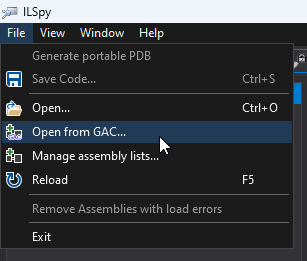 ILSpy
File View Window Help
Generate portable PDB
Save Code... Ctrl+S
Open... Ctrl+O
Open from GAC...
Manage assembly lists...
Reload F5
Remove Assemblies with load errors
Exit